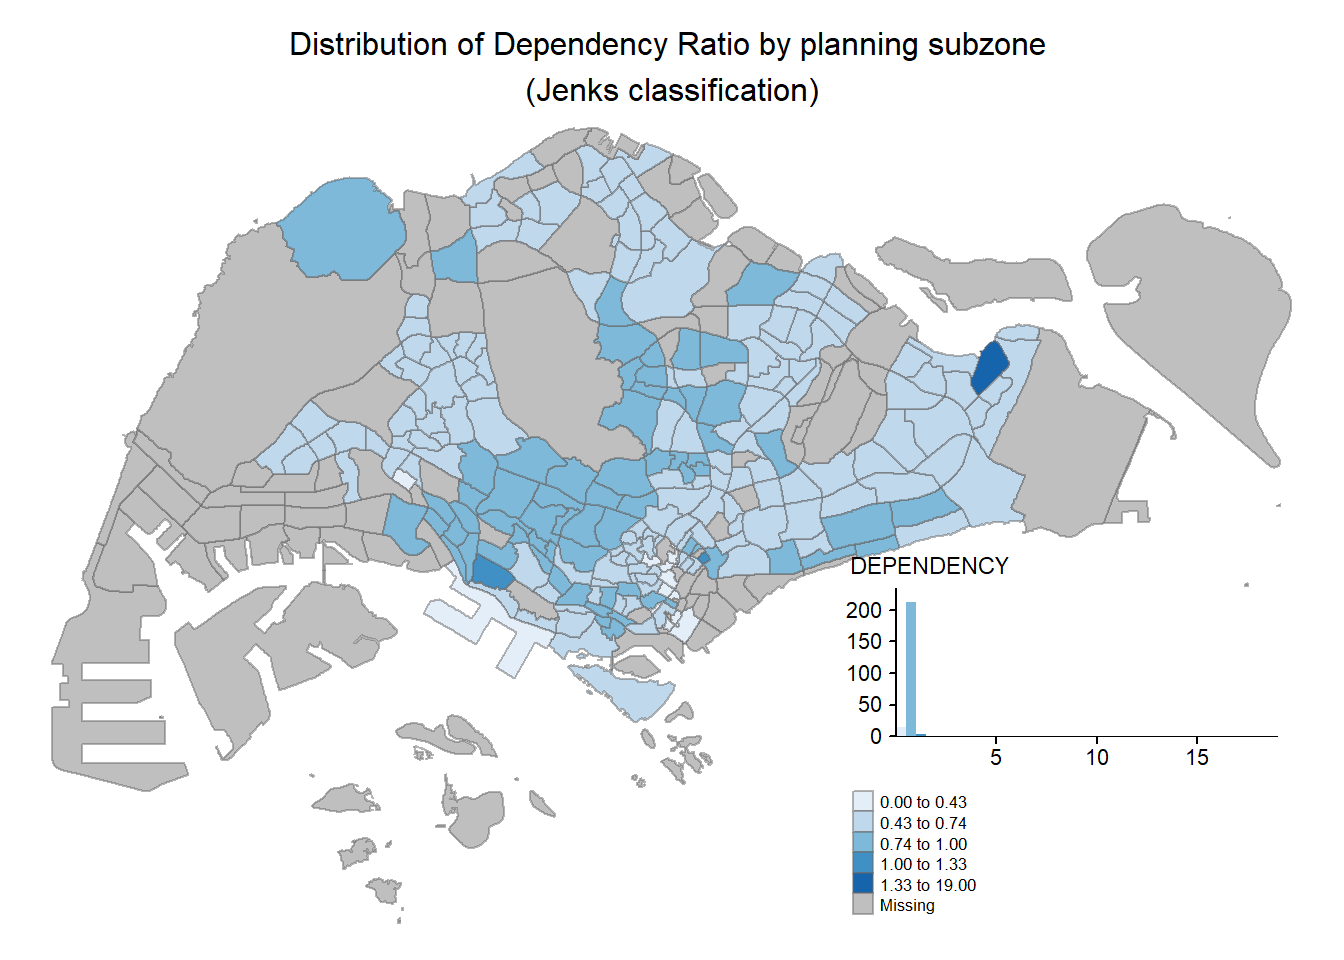 Distribution of Dependency Ratio by planning subzone
(Jenks classification)
DEPENDENCY
200
150
100
50
0
5 10 15
0.00 to 0.43
0.43 to 0.74
0.74 to 1.00
1.00 to 1.33
1.33 to 19.00
Missing